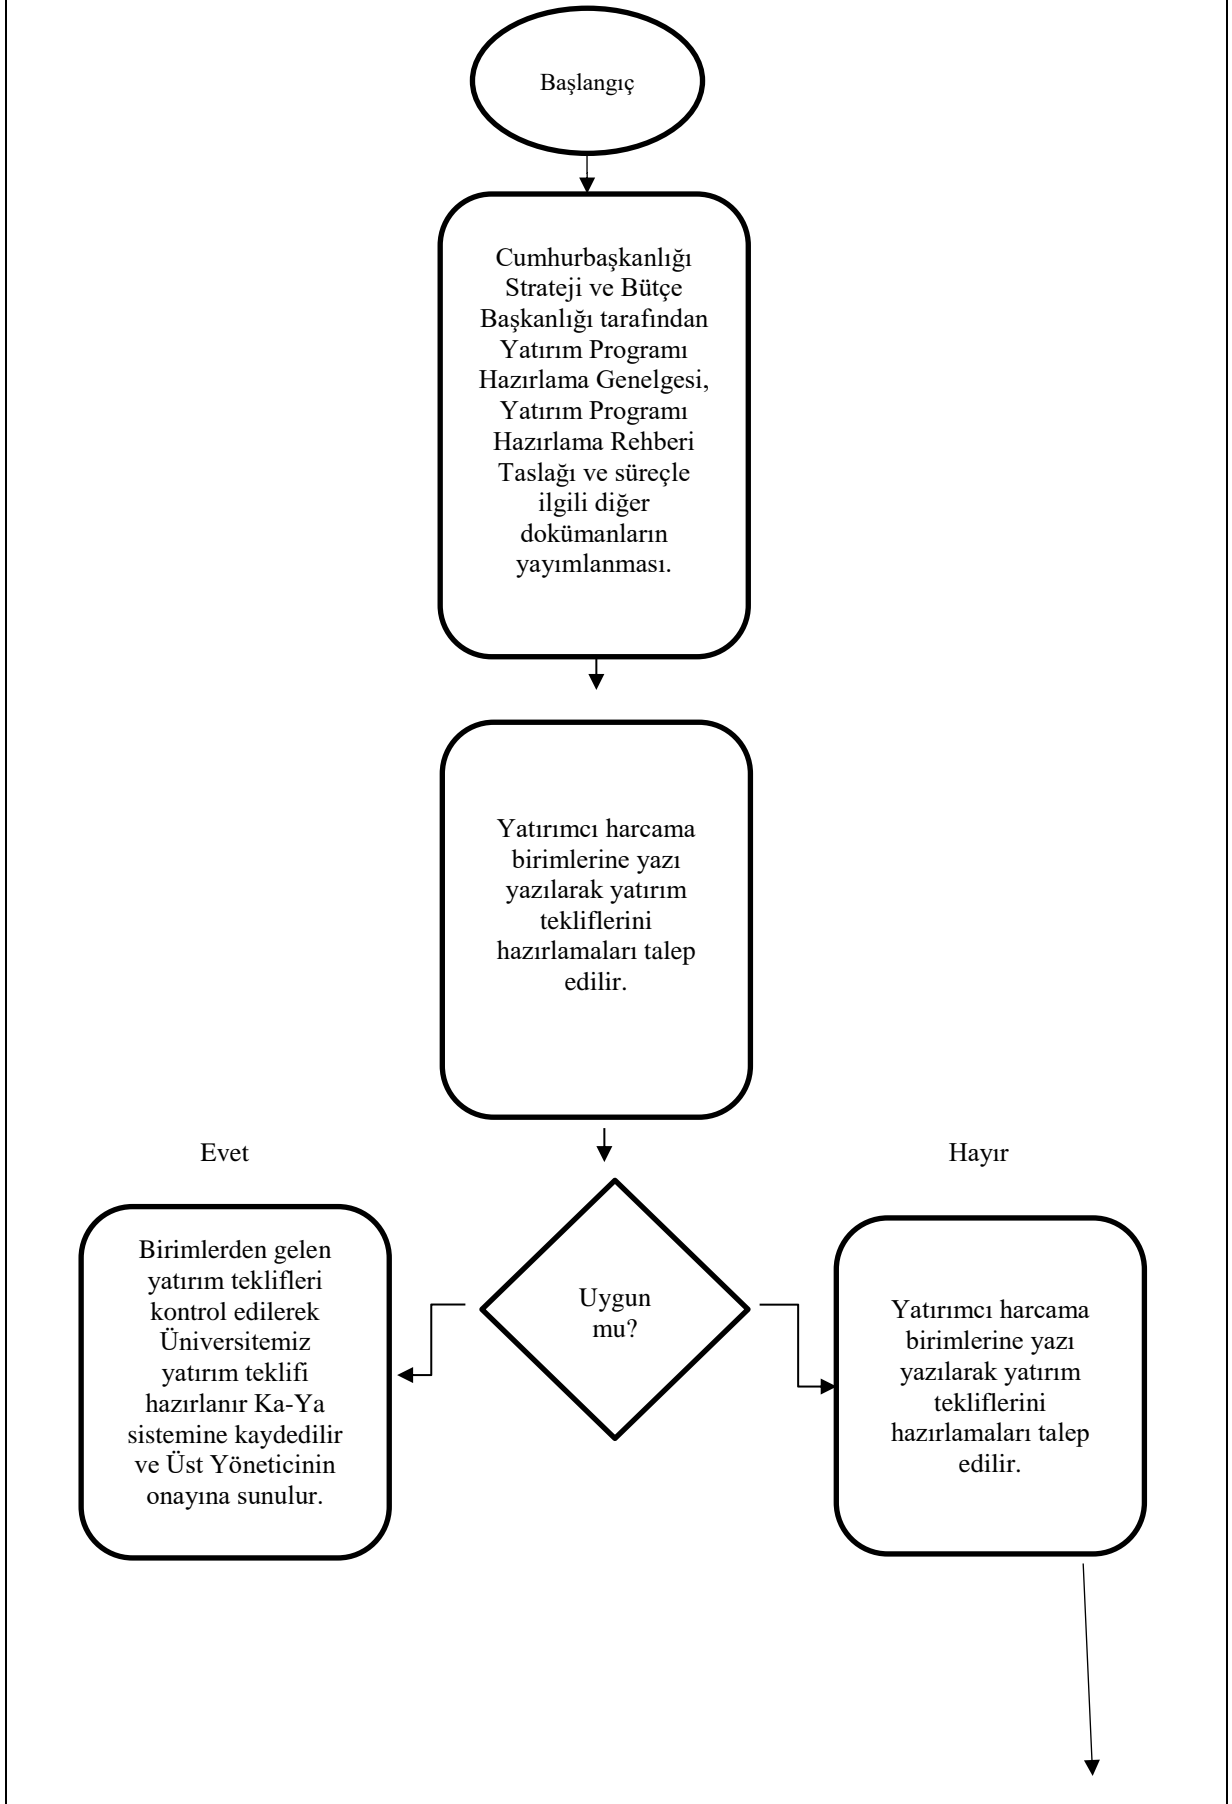 Başlangıç
Cumhurbaşkanlığı
Strateji ve Bütçe
Başkanlığı tarafından
Yatırım Programı
Hazırlama Genelgesi,
Yatırım Programı
Hazırlama Rehberi
Taslağı ve süreçle
ilgili diğer
dokümanların
yayımlanması.
Yatırımcı harcama
birimlerine yazı
yazılarak yatırım
tekliflerini
hazırlamaları talep
edilir.
Evet
Hayır
Birimlerden gelen
yatırım teklifleri
kontrol edilerek
Üniversitemiz
yatırım teklifi
hazırlanır Ka-Ya
sistemine kaydedilir
ve Üst Yöneticinin
onayına sunulur.
Uygun
mu?
Yatırımcı harcama
birimlerine yazı
yazılarak yatırım
tekliflerini
hazırlamaları talep
edilir.